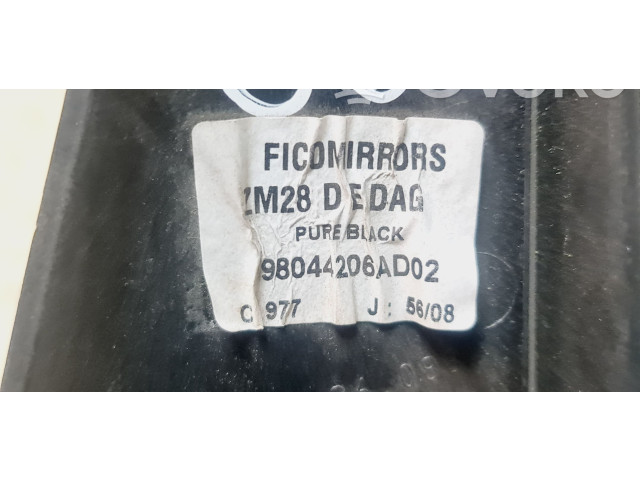 FICOMIRRORS
ZM28 D E DAG
PURE BLACK
98044206AD02
C 977 J : 56/08